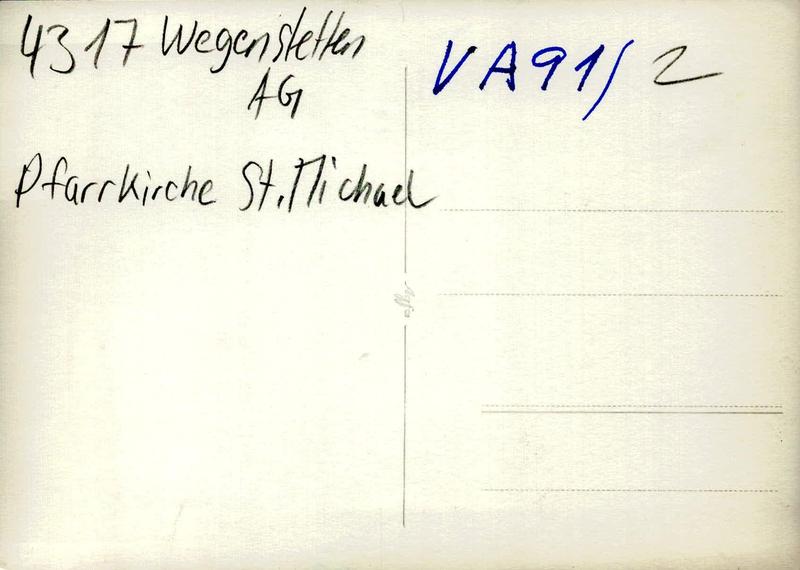 4317 Wegenstetten
AG
Pfarrkirche St. Michael
VA91/2